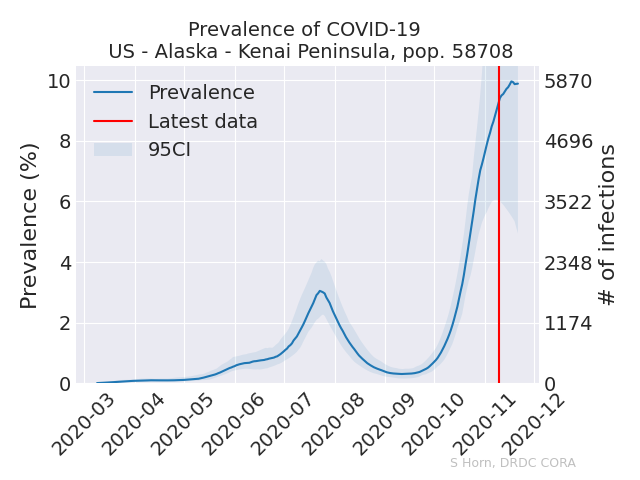 Prevalence of COVID-19
US - Alaska - Kenai Peninsula, pop. 58708
Prevalence (%)
10
8
6
4
2
0
Prevalence
Latest data
95CI
5870
4696
3522
2348
1174
0
# of infections
2020-03
2020-04
2020-05
2020-06
2020-07
2020-08
2020-09
2020-10
2020-11
2020-12
S Horn, DRDC CORA